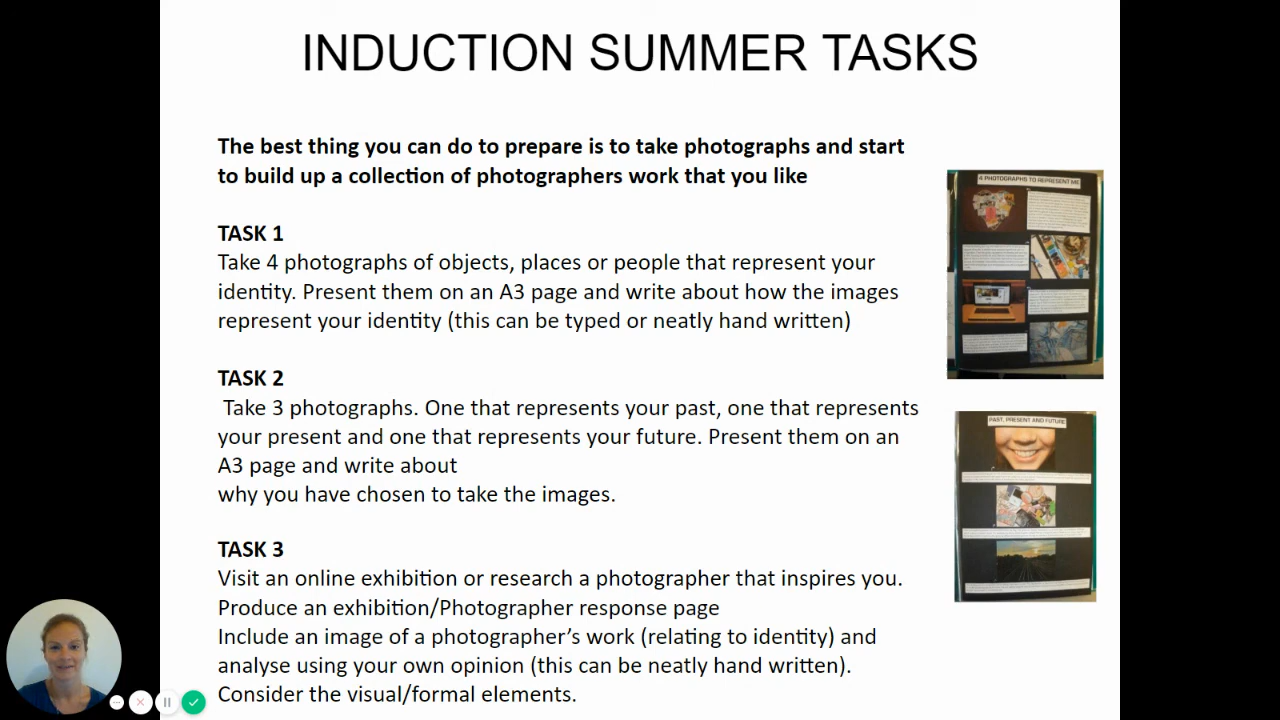 INDUCTION SUMMER TASKS
The best thing you can do to prepare is to take photographs and start
to build up a collection of photographers work that you like
TASK 1
Take 4 photographs of objects, places or people that represent your
identity. Present them on an A3 page and write about how the images
represent your identity (this can be typed or neatly hand written)
TASK 2
Take 3 photographs. One that represents your past, one that represents
your present and one that represents your future. Present them on an
A3 page and write about
why you have chosen to take the images.
TASK 3
Visit an online exhibition or research a photographer that inspires you.
Produce an exhibition/Photographer response page
Include an image of a photographer's work (relating to identity) and
analyse using your own opinion (this can be neatly hand written).
Consider the visual/formal elements.
4 PHOTOGRAPHS TO REPRESENT ME
PAST, PRESENT AND FUTURE